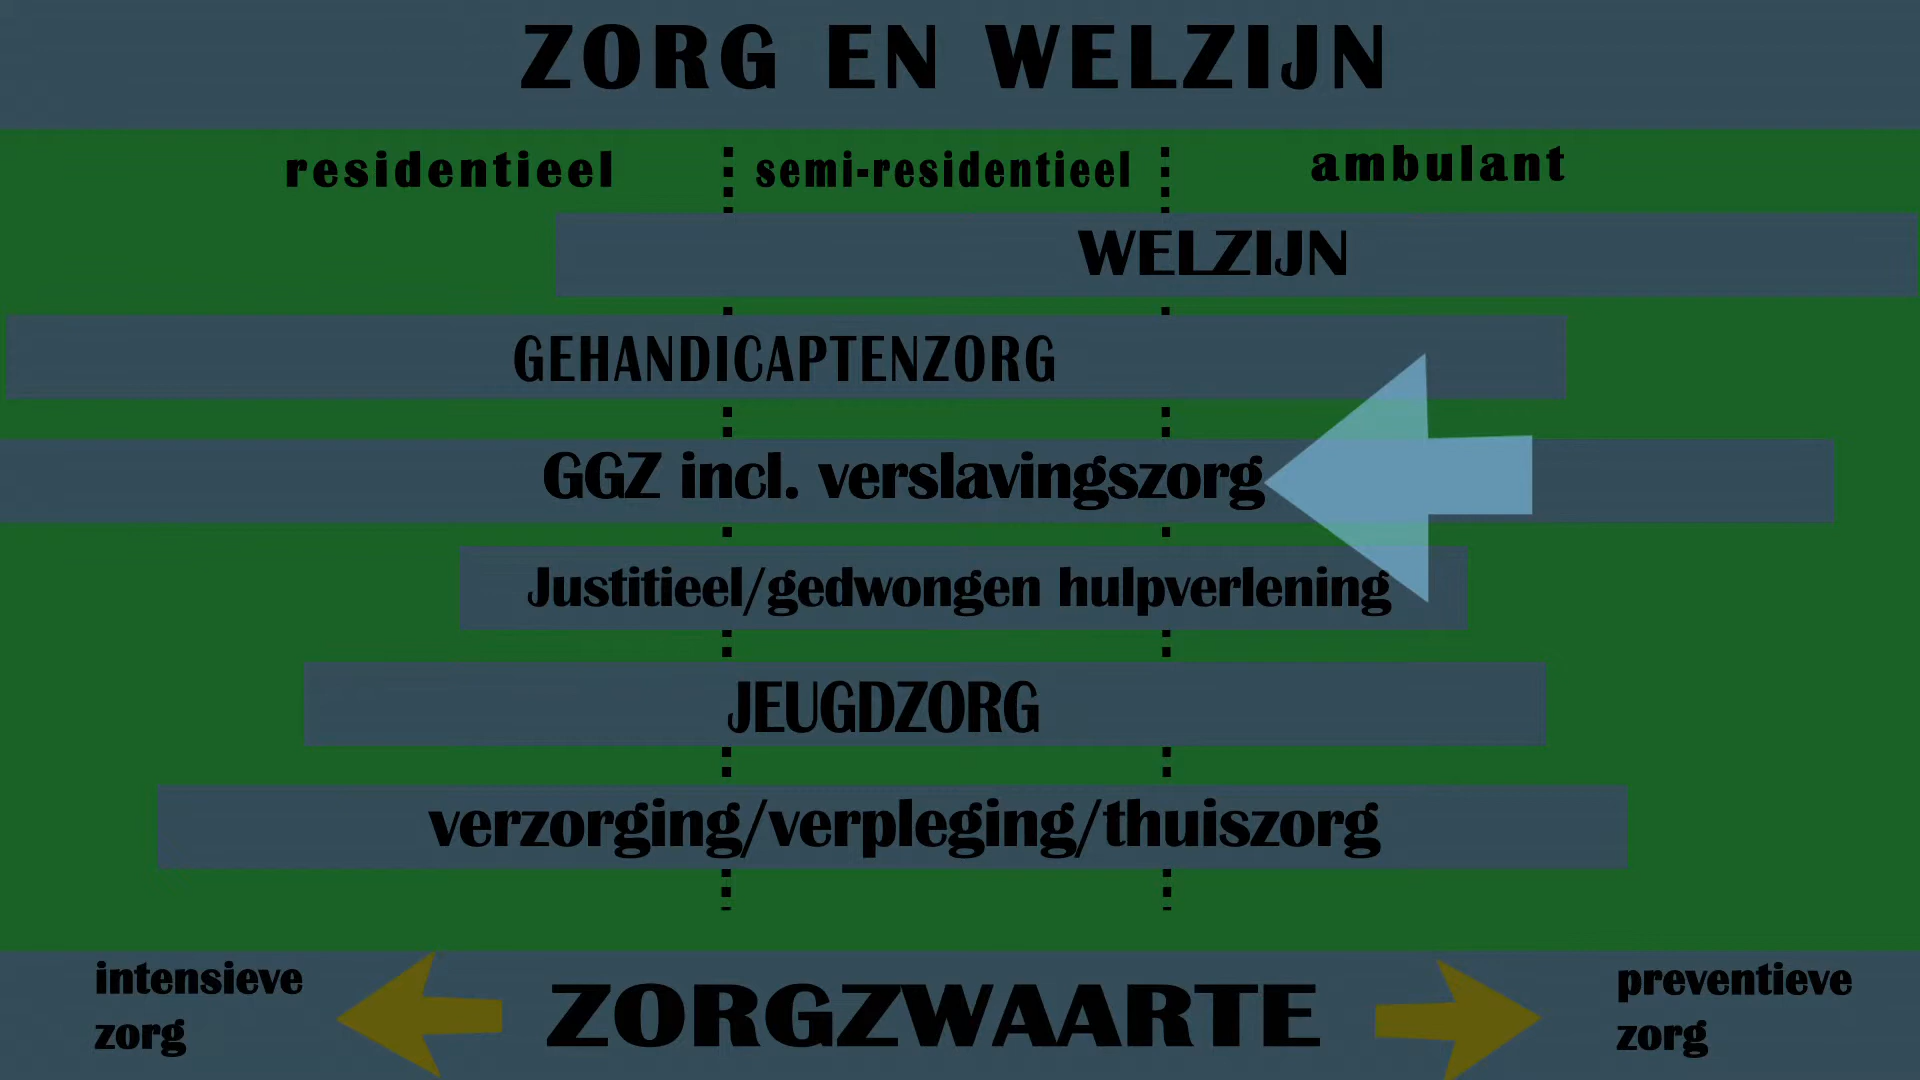 ZORG EN WELZIJN
residentieel semi-residentieel ambulant
WELZIJN
GEHANDICAPTENZORG
GGZ incl. verslavingszorg
Justitieel/gedwongen hulpverlening
JEUGDZORG
verzorging/verpleging/thuiszorg
intensieve
zorg
ZORGZWAARTE
preventieve
zorg